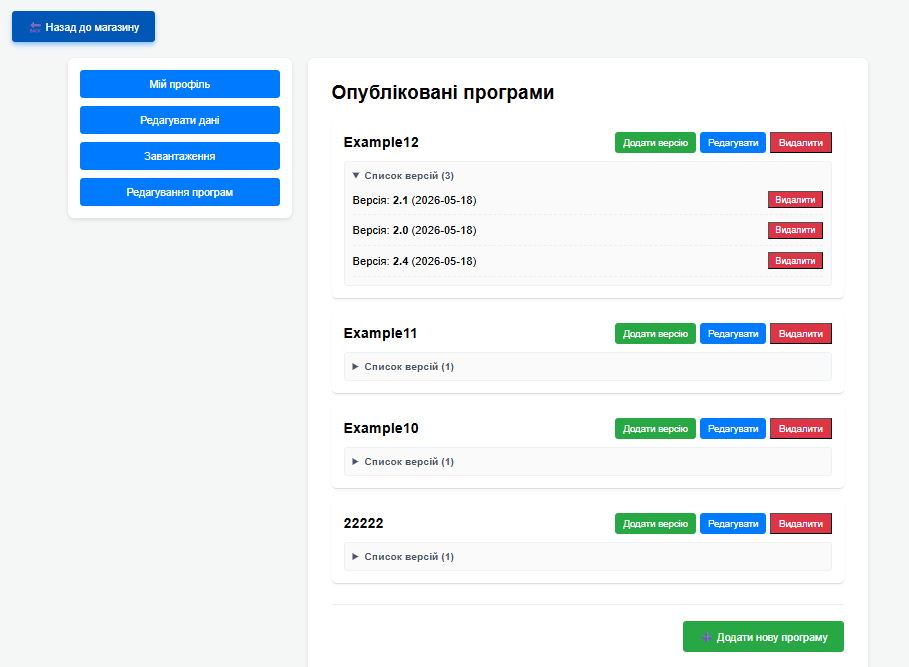 Назад до магазину
Мій профіль
Редагувати дані
Завантаження
Редагування програм
Опубліковані програми
Example12 Додати версію Редагувати Видалити
Список версій (3)
Версія: 2.1 (2026-05-18) Видалити
Версія: 2.0 (2026-05-18) Видалити
Версія: 2.4 (2026-05-18) Видалити
Example11 Додати версію Редагувати Видалити
Список версій (1)
Example10 Додати версію Редагувати Видалити
Список версій (1)
22222 Додати версію Редагувати Видалити
Список версій (1)
Додати нову програму